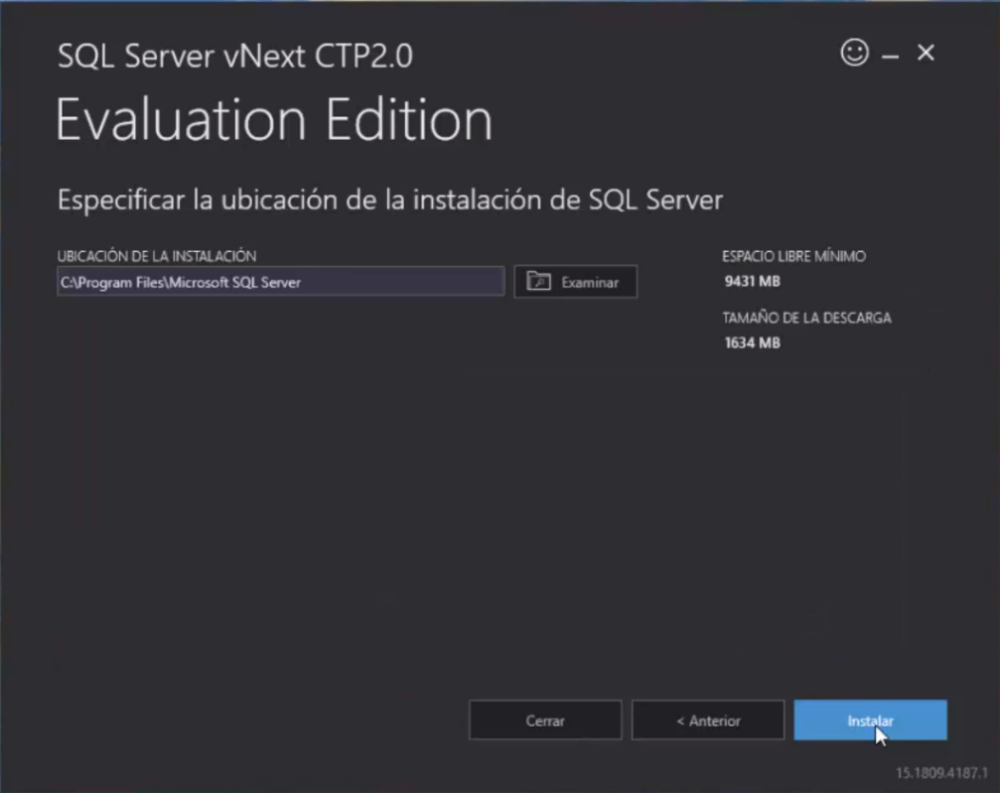 SQL Server vNext CTP2.0
Evaluation Edition
Especificar la ubicación de la instalación de SQL Server
UBICACIÓN DE LA INSTALACIÓN
C:\Program Files\Microsoft SQL Server
Examinar
ESPACIO LIBRE MÍNIMO
9431 MB
TAMAÑO DE LA DESCARGA
1634 MB
Cerrar
< Anterior
Instalar
15.1809.4187.1